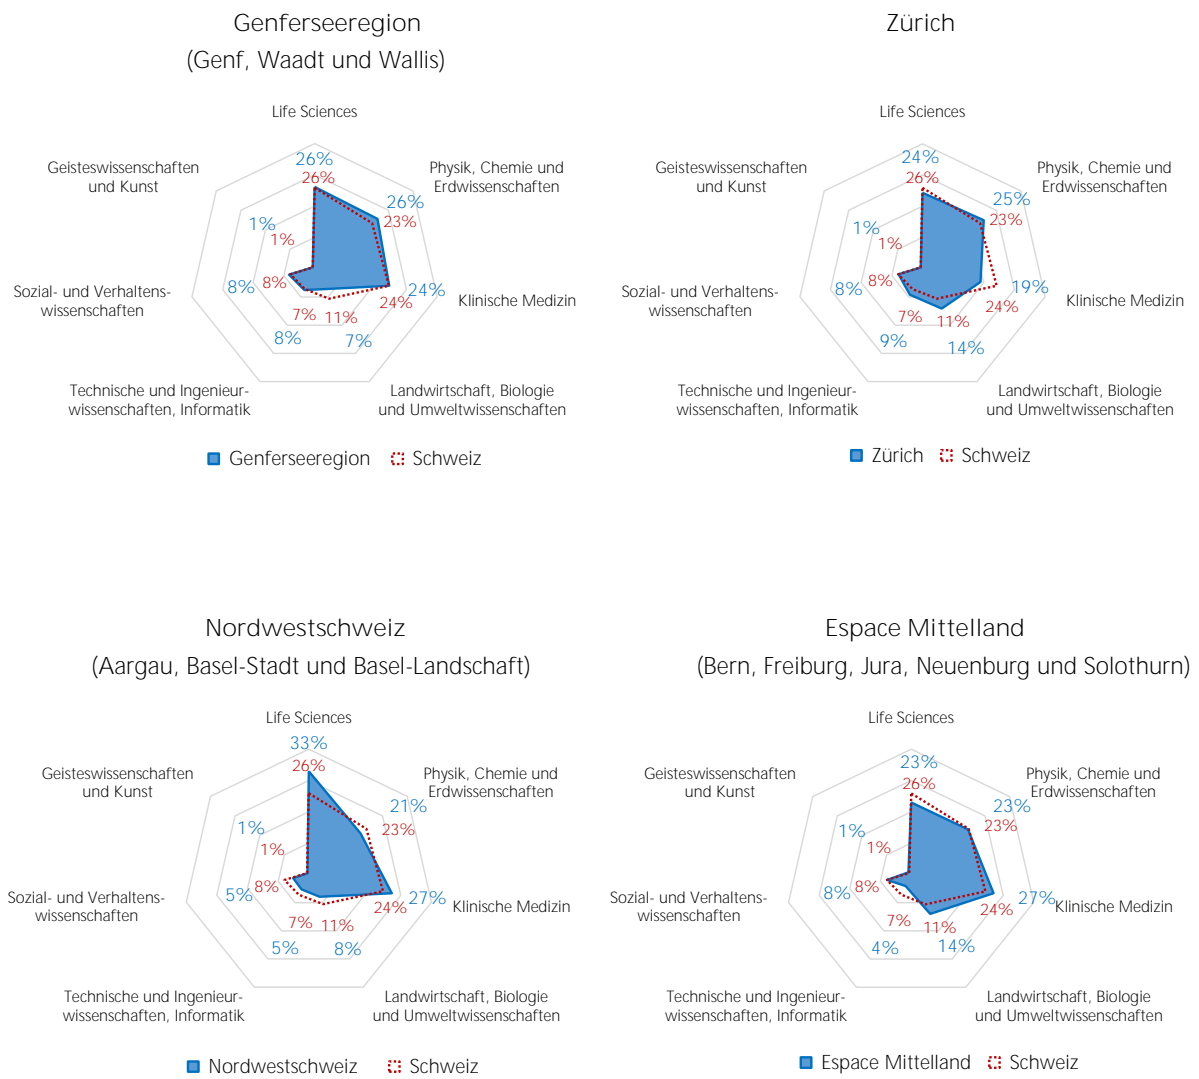 Genferseeregion
(Genf, Waadt und Wallis)
Life Sciences
Geisteswissenschaften
und Kunst
Physik, Chemie und
Erdwissenschaften
26%
26%
26%
23%
1%
1%
8%
8%
24%
24%
Sozial- und Verhaltens-
wissenschaften
Klinische Medizin
7%
11%
8%
7%
Technische und Ingenieur-
wissenschaften, Informatik
Landwirtschaft, Biologie
und Umweltwissenschaften
Genferseeregion
Schweiz
Zürich
Life Sciences
Geisteswissenschaften
und Kunst
Physik, Chemie und
Erdwissenschaften
24%
26%
25%
23%
1%
1%
8%
8%
19%
24%
Sozial- und Verhaltens-
wissenschaften
Klinische Medizin
7%
11%
9%
14%
Technische und Ingenieur-
wissenschaften, Informatik
Landwirtschaft, Biologie
und Umweltwissenschaften
Zürich
Schweiz
Nordwestschweiz
(Aargau, Basel-Stadt und Basel-Landschaft)
Life Sciences
33%
26%
Geisteswissenschaften
und Kunst
Physik, Chemie und
Erdwissenschaften
21%
23%
1%
1%
8%
5%
27%
24%
Sozial- und Verhaltens-
wissenschaften
Klinische Medizin
7%
11%
5%
8%
Technische und Ingenieur-
wissenschaften, Informatik
Landwirtschaft, Biologie
und Umweltwissenschaften
Nordwestschweiz
Schweiz
Espace Mittelland
(Bern, Freiburg, Jura, Neuenburg und Solothurn)
Life Sciences
23%
26%
Geisteswissenschaften
und Kunst
Physik, Chemie und
Erdwissenschaften
23%
23%
1%
1%
8%
8%
27%
24%
Sozial- und Verhaltens-
wissenschaften
Klinische Medizin
7%
11%
4%
14%
Technische und Ingenieur-
wissenschaften, Informatik
Landwirtschaft, Biologie
und Umweltwissenschaften
Espace Mittelland
Schweiz